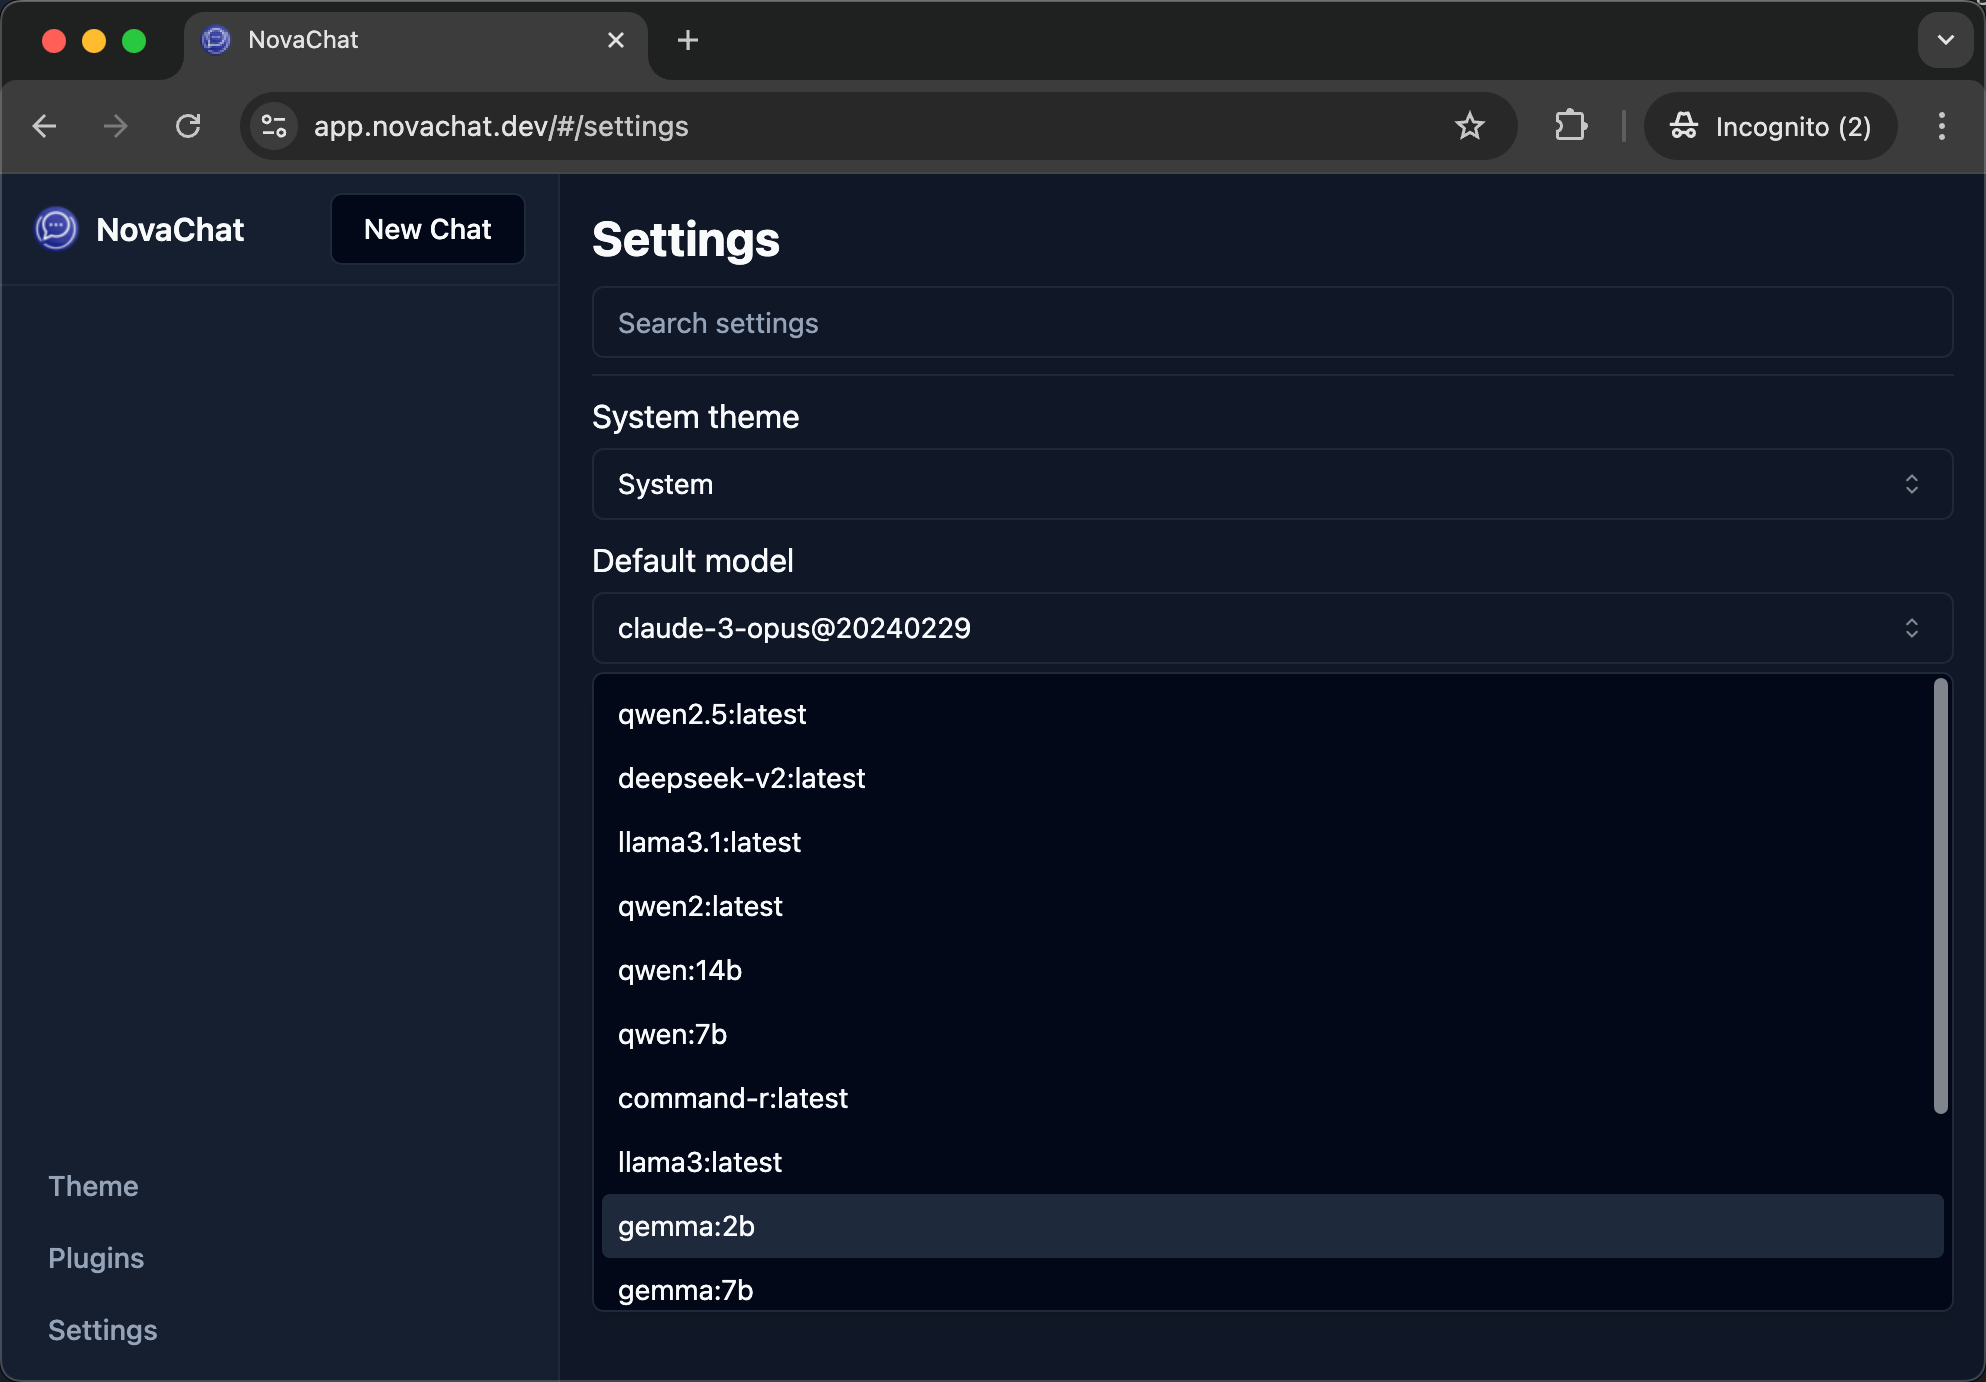 NovaChat
app.novachat.dev/#/settings
Incognito (2)
NovaChat
New Chat
Theme
Plugins
Settings
Settings
Search settings
System theme
System
Default model
claude-3-opus@20240229
qwen2.5:latest
deepseek-v2:latest
llama3.1:latest
qwen2:latest
qwen:14b
qwen:7b
command-r:latest
llama3:latest
gemma:2b
gemma:7b